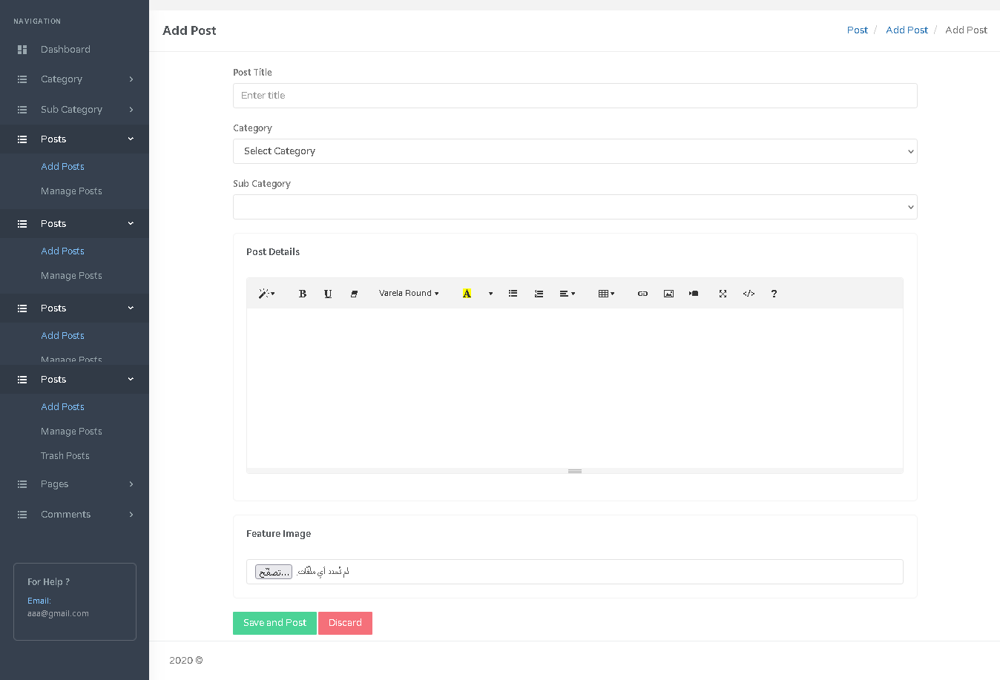 NAVIGATION
Dashboard
Category
Sub Category
Posts
Add Posts
Manage Posts
Posts
Add Posts
Manage Posts
Posts
Add Posts
Manage Posts
Posts
Add Posts
Manage Posts
Trash Posts
Pages
Comments
For Help ?
Email:
aaa@gmail.com
Add Post
Post / Add Post / Add Post
Post Title
Enter title
Category
Select Category
Sub Category
Post Details
B U Varela Round A </> ?
Feature Image
تصفّح... لم تُحدد أي ملفّات.
Save and Post Discard
2020 ©